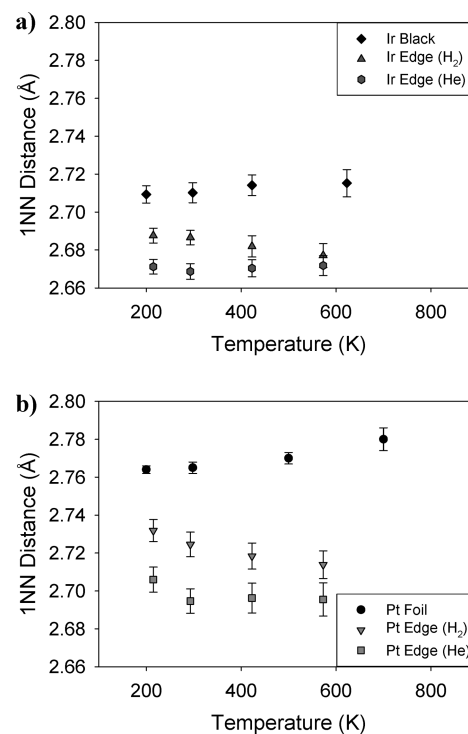 a)
2.80
2.78
2.76
2.74
2.72
2.70
2.68
2.66
1NN Distance (Å)
Ir Black
Ir Edge (H₂)
Ir Edge (He)
200
400
600
800
Temperature (K)
b)
2.80
2.78
2.76
2.74
2.72
2.70
2.68
2.66
1NN Distance (Å)
Pt Foil
Pt Edge (H₂)
Pt Edge (He)
200
400
600
800
Temperature (K)